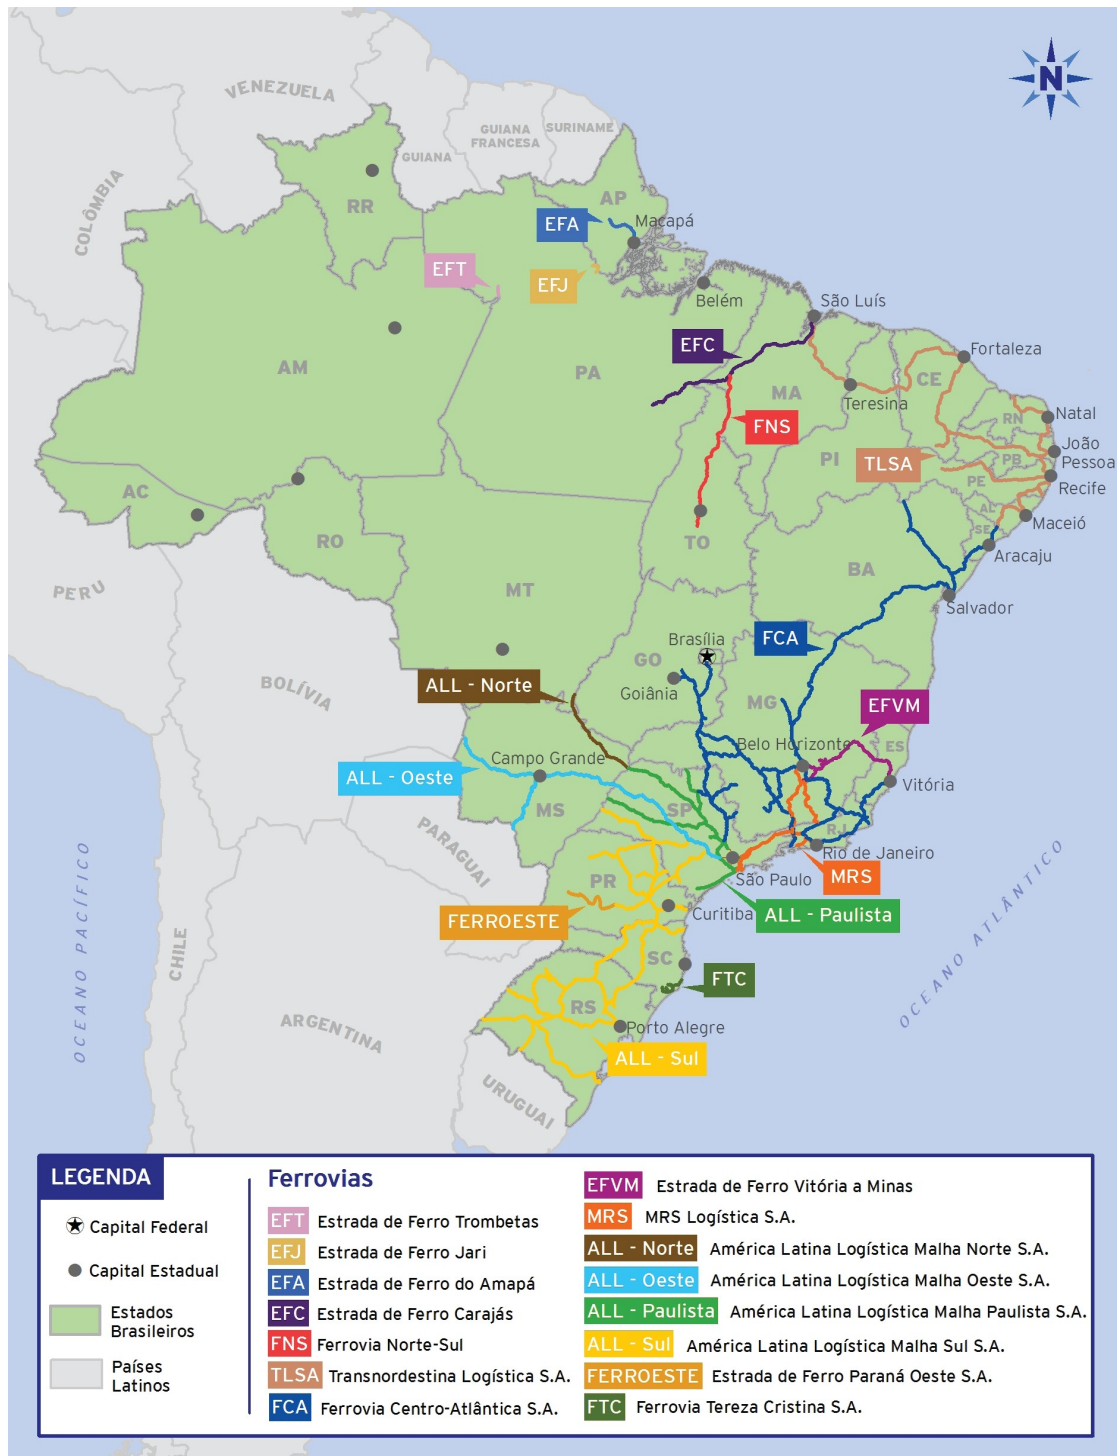 N
VENEZUELA
GUIANA
GUIANA
FRANCESA
SURINAME
COLÔMBIA
RR
AP
EFA
Macapá
EFT
EFJ
Belém
São Luís
EFC
Fortaleza
AM
PA
MA
CE
Teresina
RN
Natal
FNS
João
Pessoa
PI
TLSA
PB
PE
Recife
AC
AL
Maceió
SE
RO
TO
Aracaju
BA
PERU
MT
Salvador
Brasília
FCA
GO
Goiânia
BOLÍVIA
ALL - Norte
MG
EFVM
Belo Horizonte
ES
Campo Grande
ALL - Oeste
Vitória
MS
SP
RJ
PARAGUAI
Rio de Janeiro
São Paulo
MRS
PR
OCEANO PACÍFICO
OCEANO ATLÂNTICO
FERROESTE
Curitiba
ALL - Paulista
CHILE
SC
FTC
RS
ARGENTINA
Porto Alegre
ALL - Sul
URUGUAI
LEGENDA
Capital Federal
Capital Estadual
Estados
Brasileiros
Países
Latinos
Ferrovias
EFT Estrada de Ferro Trombetas
EFJ Estrada de Ferro Jari
EFA Estrada de Ferro do Amapá
EFC Estrada de Ferro Carajás
FNS Ferrovia Norte-Sul
TLSA Transnordestina Logística S.A.
FCA Ferrovia Centro-Atlântica S.A.
EFVM Estrada de Ferro Vitória a Minas
MRS MRS Logística S.A.
ALL - Norte América Latina Logística Malha Norte S.A.
ALL - Oeste América Latina Logística Malha Oeste S.A.
ALL - Paulista América Latina Logística Malha Paulista S.A.
ALL - Sul América Latina Logística Malha Sul S.A.
FERROESTE Estrada de Ferro Paraná Oeste S.A.
FTC Ferrovia Tereza Cristina S.A.